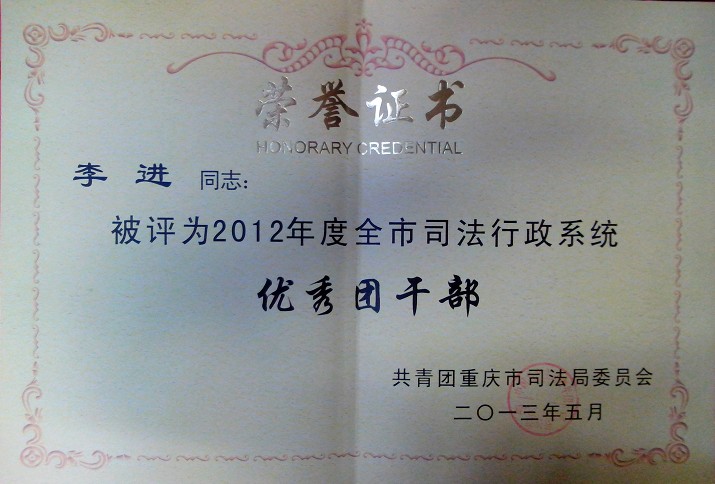 荣誉证书
HONORARY CREDENTIAL
李进 同志：
被评为2012年度全市司法行政系统
优秀团干部
共青团重庆市司法局委员会
二〇一三年五月